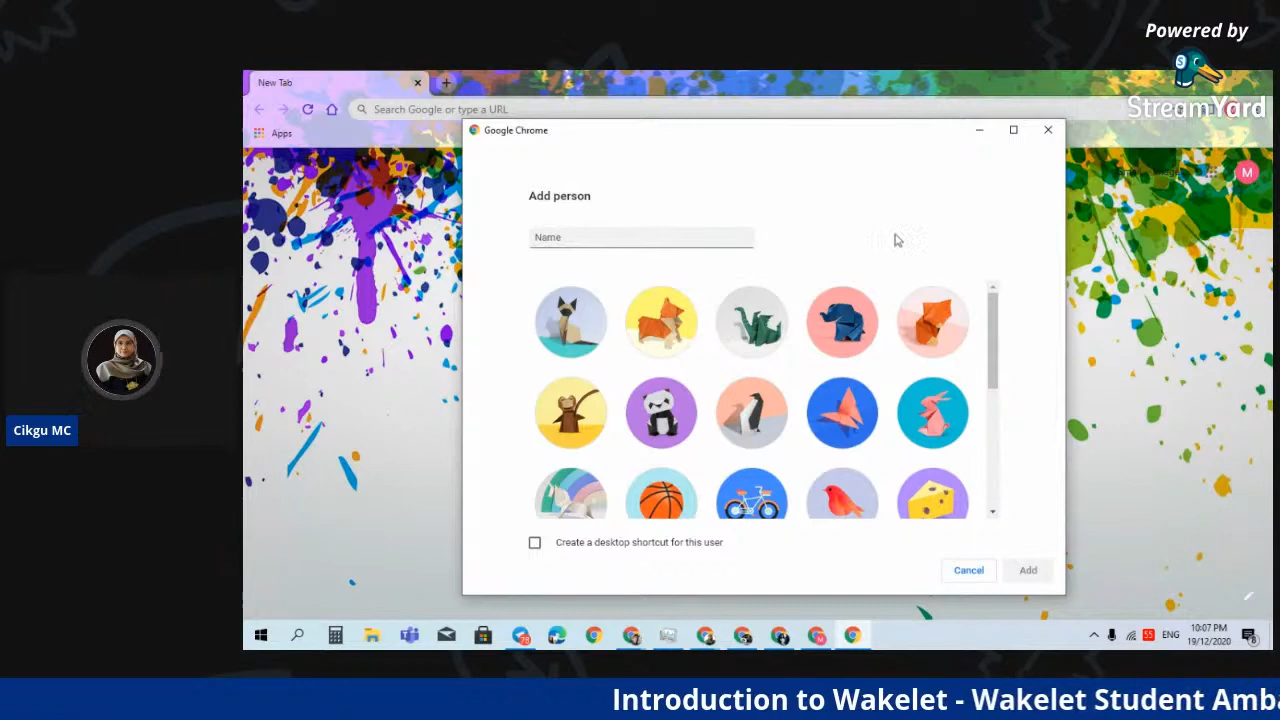 Powered by
StreamYard
New Tab
Search Google or type a URL
Apps
Google Chrome
M
Add person
Name
Create a desktop shortcut for this user
Cancel
Add
Cikgu MC
ENG
10:07 PM
19/12/2020
Introduction to Wakelet - Wakelet Student Amba